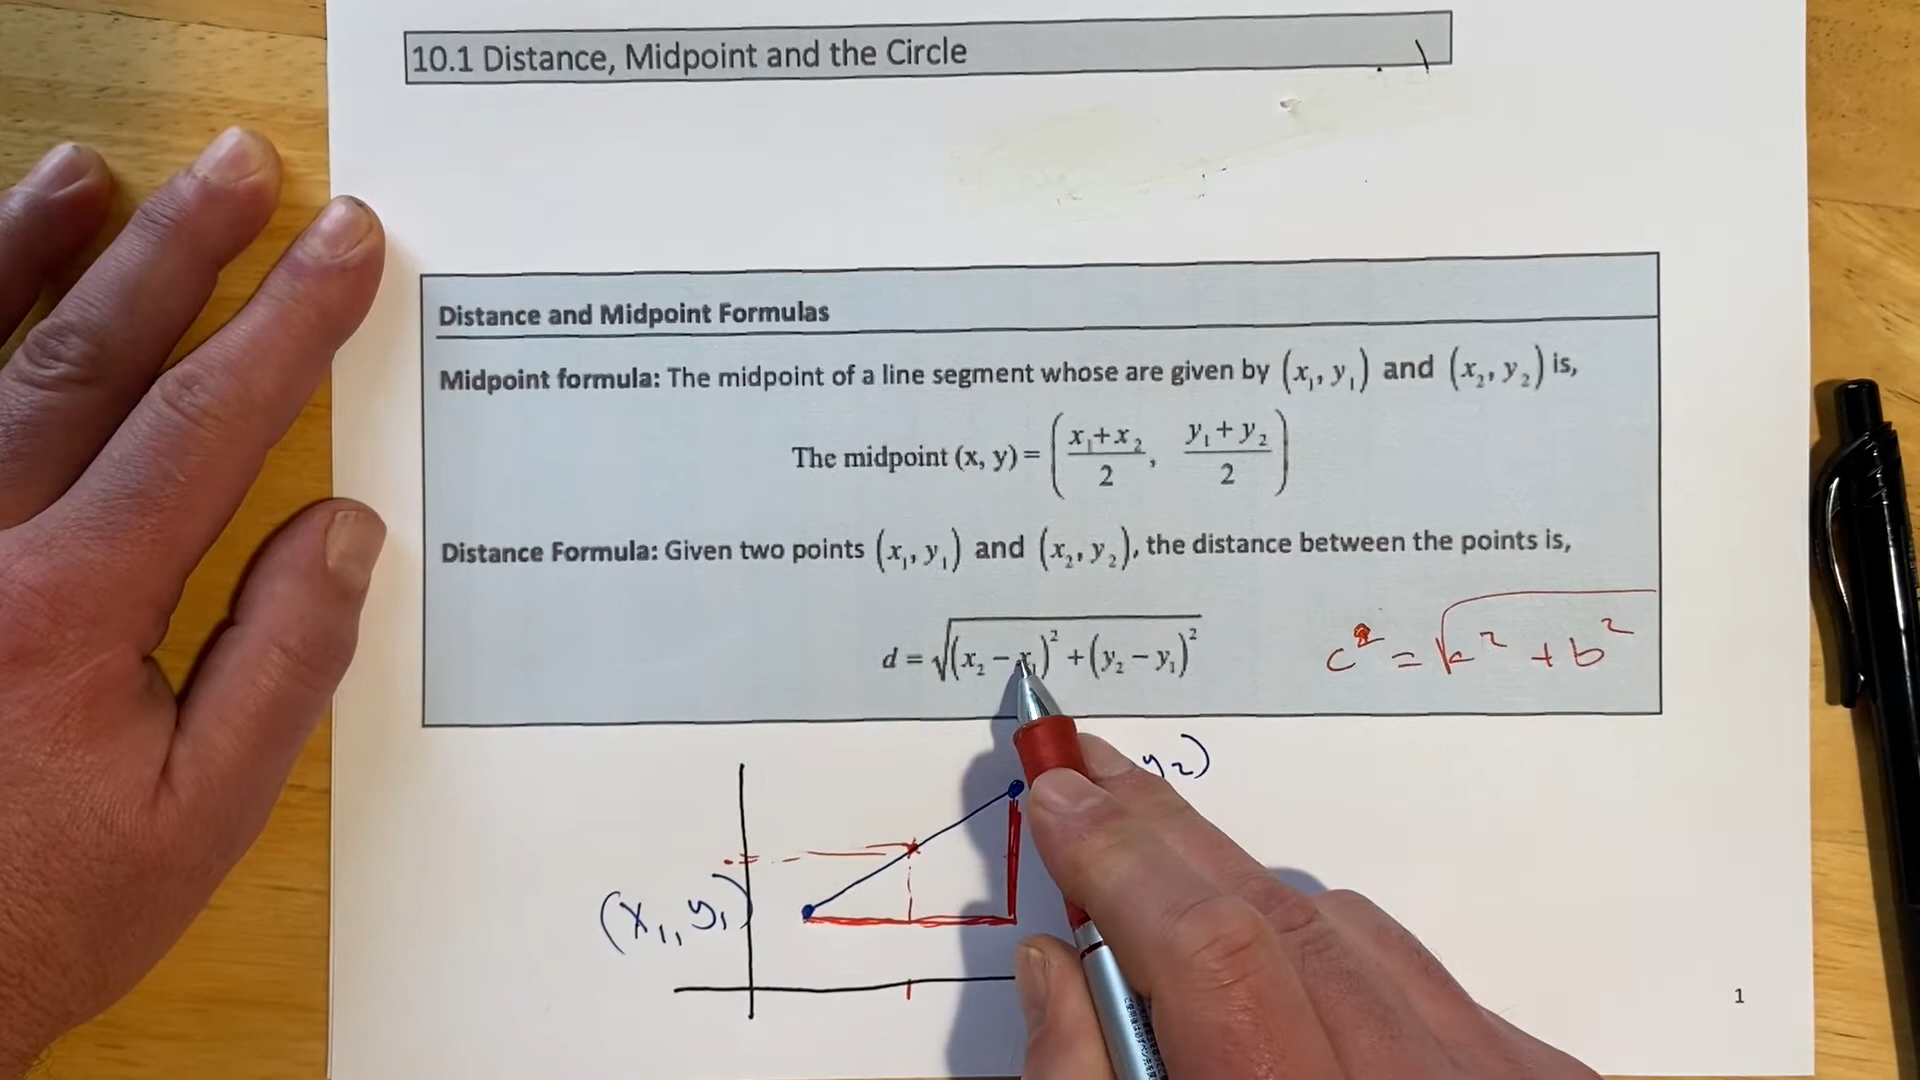 10.1 Distance, Midpoint and the Circle
Distance and Midpoint Formulas
Midpoint formula: The midpoint of a line segment whose are given by (x₁, y₁) and (x₂, y₂) is,
The midpoint (x, y) = ( (x₁+x₂)/2 , (y₁+y₂)/2 )
Distance Formula: Given two points (x₁, y₁) and (x₂, y₂), the distance between the points is,
d = √((x₂ − x₁)² + (y₂ − y₁)²)
c = √(a² + b²)
y₂)
(x₁, y₁)
1